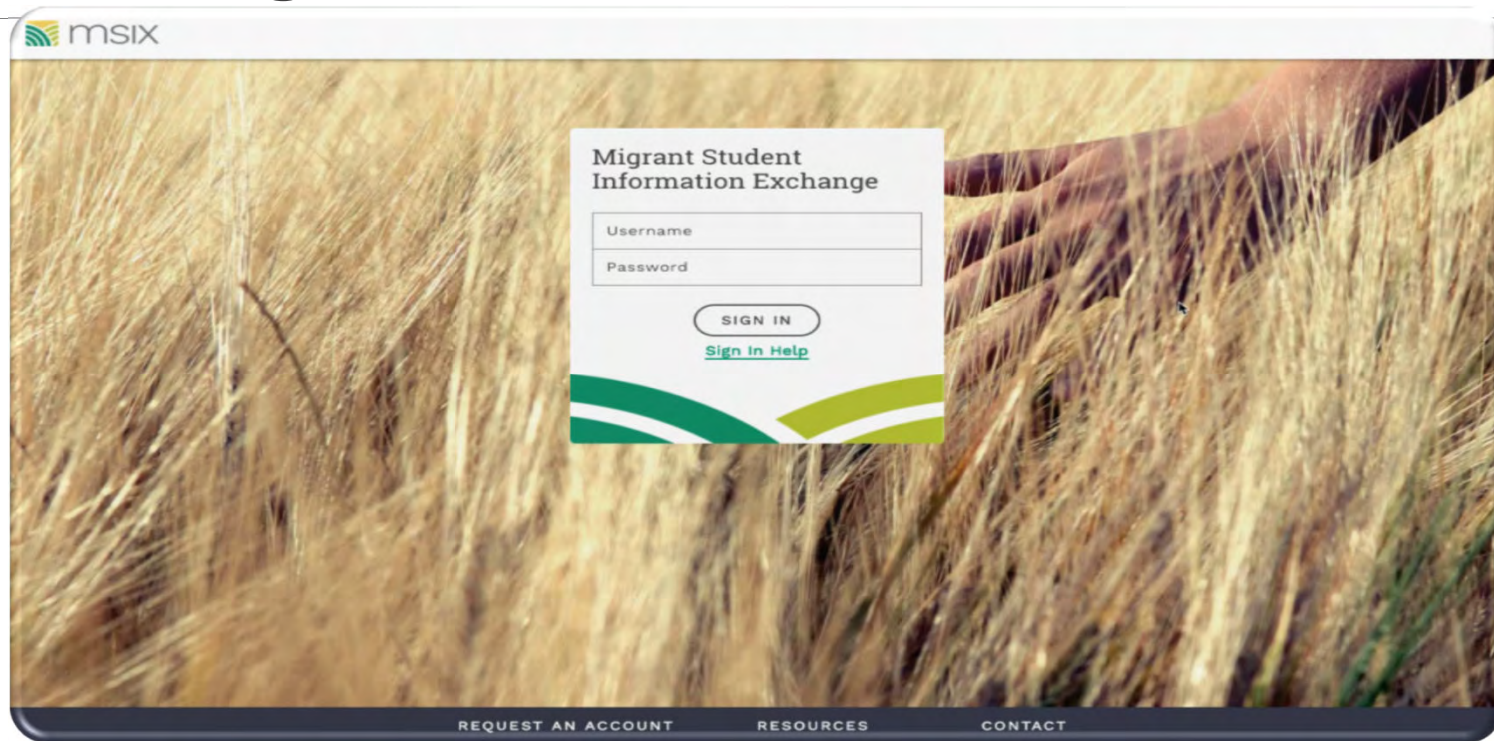 msix
Migrant Student
Information Exchange
Username
Password
SIGN IN
Sign In Help
REQUEST AN ACCOUNT RESOURCES CONTACT